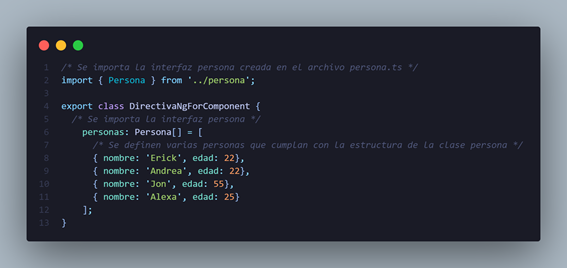 1 /* Se importa la interfaz persona creada en el archivo persona.ts */
2 import { Persona } from '../persona';
3
4 export class DirectivaNgForComponent {
5 /* Se importa la interfaz persona */
6 personas: Persona[] = [
7 /* Se definen varias personas que cumplan con la estructura de la clase persona */
8 { nombre: 'Erick', edad: 22},
9 { nombre: 'Andrea', edad: 22},
10 { nombre: 'Jon', edad: 55},
11 { nombre: 'Alexa', edad: 25}
12 ];
13 }